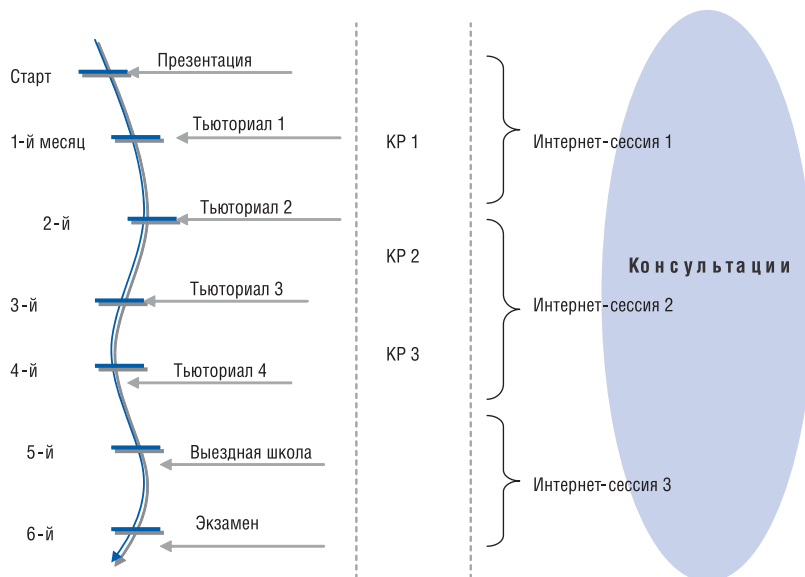 Старт
Презентация
1-й месяц
Тьюториал 1
КР 1
Интернет-сессия 1
2-й
Тьюториал 2
КР 2
Консультации
3-й
Тьюториал 3
Интернет-сессия 2
4-й
Тьюториал 4
КР 3
5-й
Выездная школа
Интернет-сессия 3
6-й
Экзамен